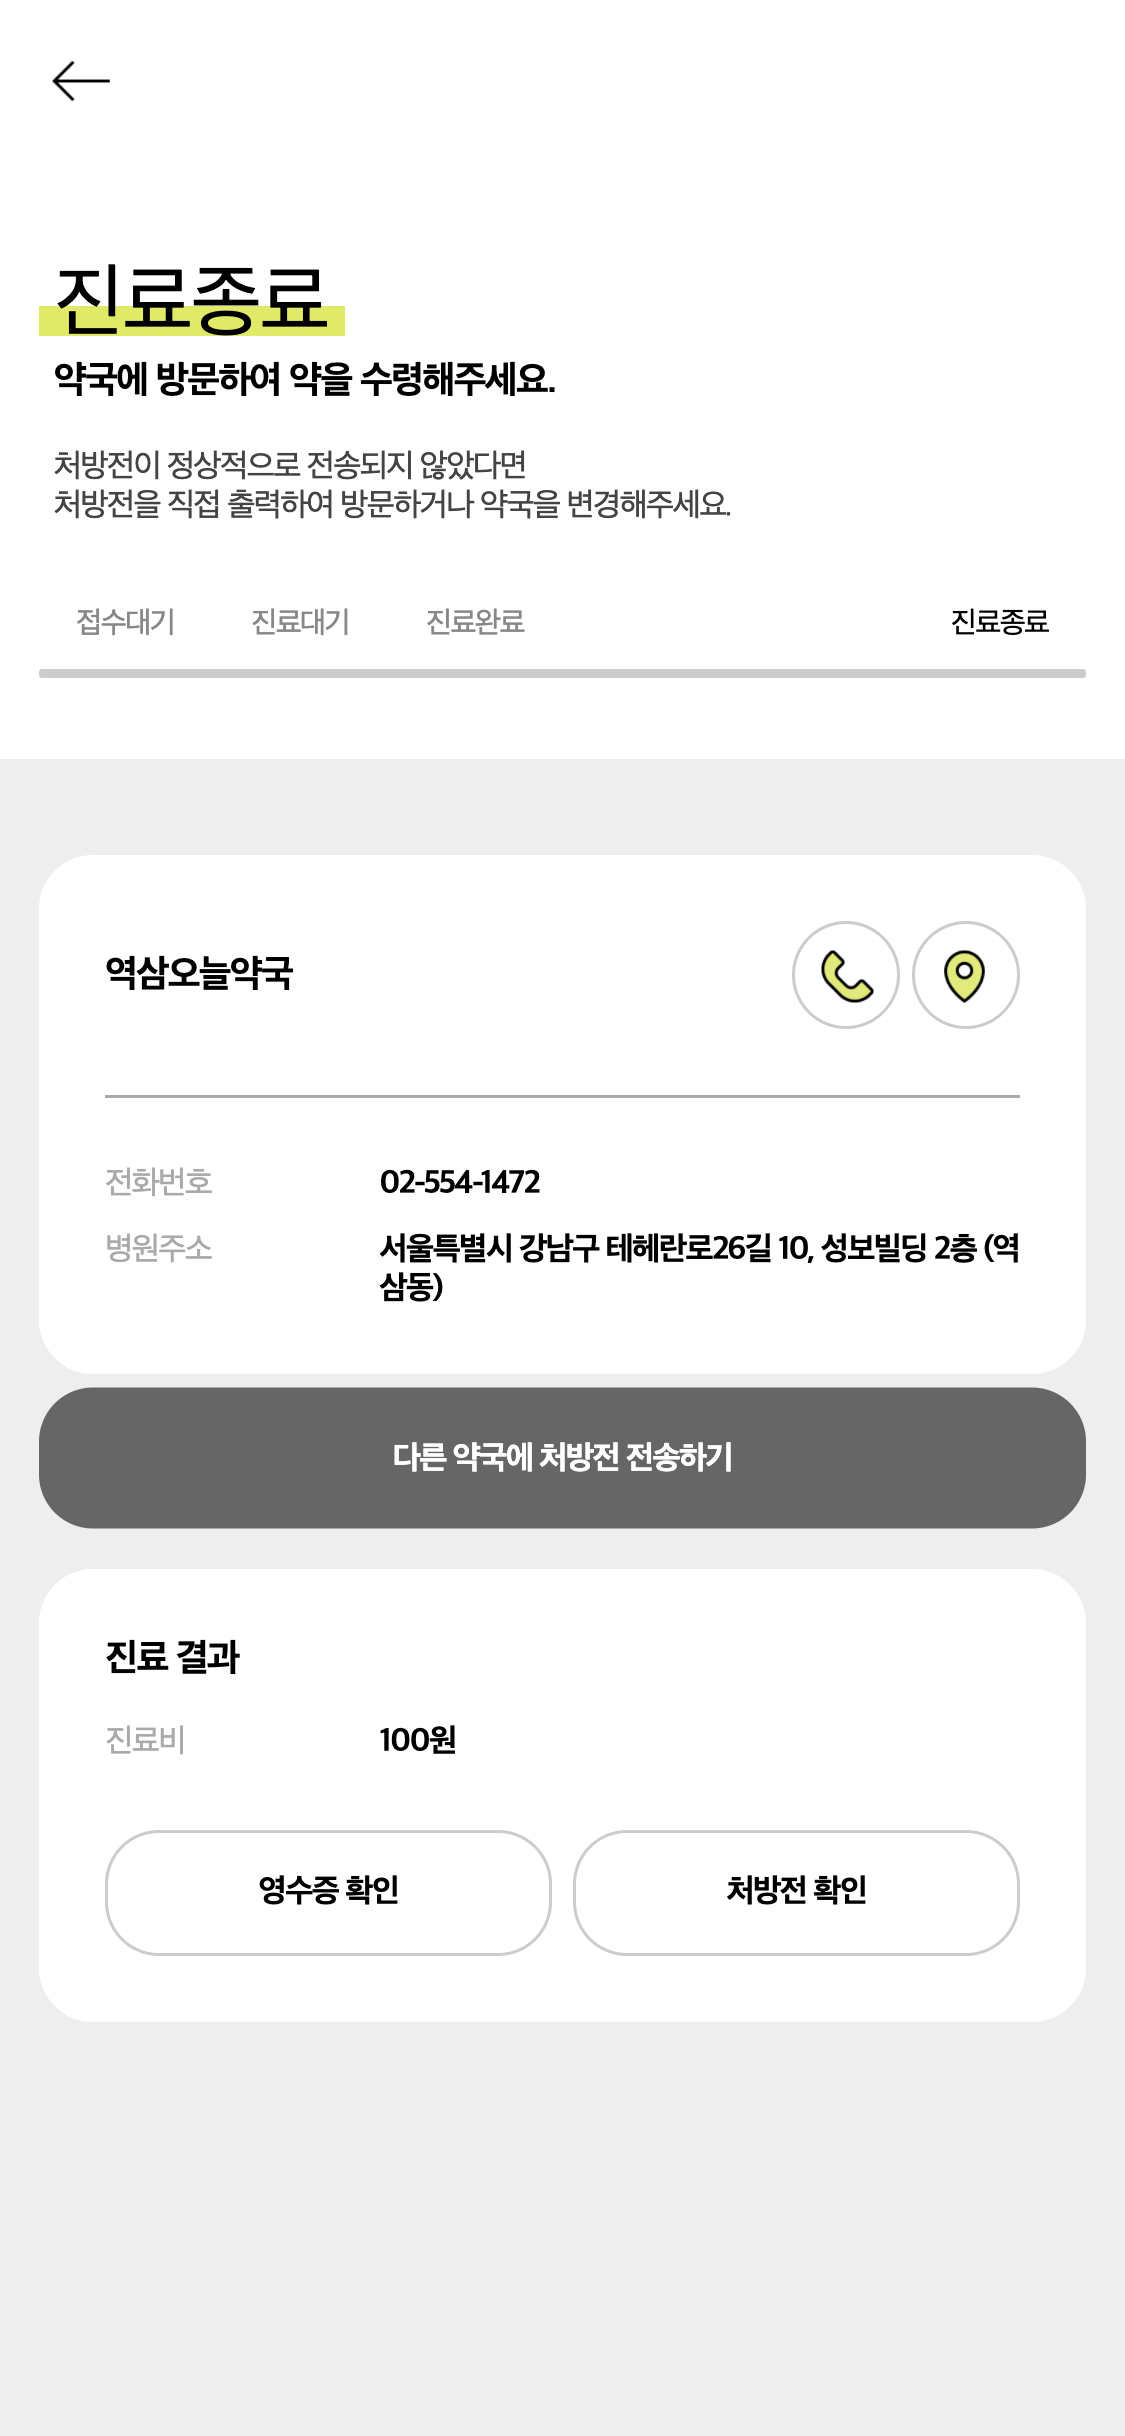 진료종료
약국에 방문하여 약을 수령해주세요.
처방전이 정상적으로 전송되지 않았다면
처방전을 직접 출력하여 방문하거나 약국을 변경해주세요.
접수대기 진료대기 진료완료 진료종료
역삼오늘약국
전화번호 02-554-1472
병원주소 서울특별시 강남구 테헤란로26길 10, 성보빌딩 2층 (역
삼동)
다른 약국에 처방전 전송하기
진료 결과
진료비 100원
영수증 확인 처방전 확인